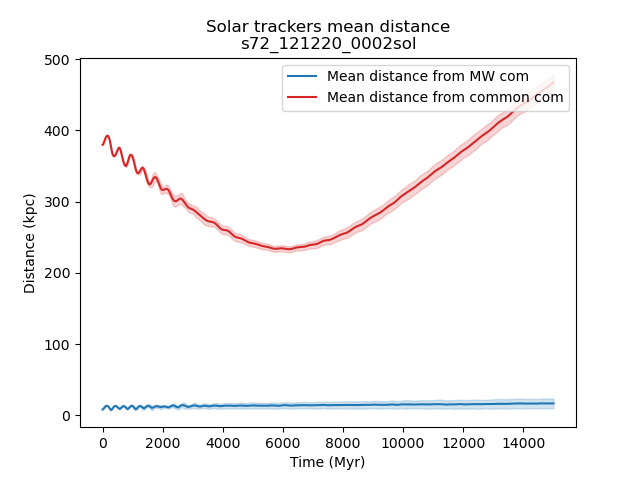 Solar trackers mean distance
s72_121220_0002sol
Mean distance from MW com
Mean distance from common com
500
400
300
200
100
0
Distance (kpc)
0 2000 4000 6000 8000 10000 12000 14000
Time (Myr)